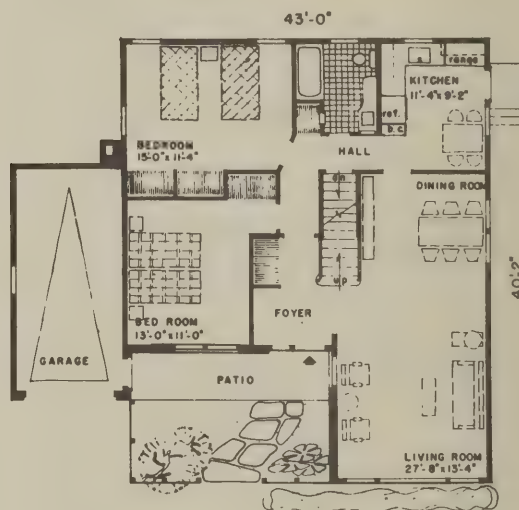 43'-0"
s
range
KITCHEN
11'-4"x9'-2"
ref.
b.c.
BEDROOM
15'-0"x11'-4"
HALL
dn
DINING ROOM
40'-2"
up
BED ROOM
13'-0"x11'-0"
FOYER
GARAGE
PATIO
LIVING ROOM
27'-8"x13'-4"